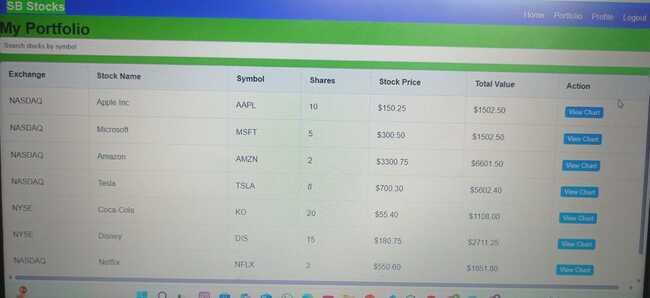 SB Stocks
Home Portfolio Profile Logout
My Portfolio
Search stocks by symbol
Exchange Stock Name Symbol Shares Stock Price Total Value Action
NASDAQ Apple Inc AAPL 10 $150.25 $1502.50 View Chart
NASDAQ Microsoft MSFT 5 $300.50 $1502.50 View Chart
NASDAQ Amazon AMZN 2 $3300.75 $6601.50 View Chart
NASDAQ Tesla TSLA 8 $700.30 $5602.40 View Chart
NYSE Coca-Cola KO 20 $55.40 $1108.00 View Chart
NYSE Disney DIS 15 $180.75 $2711.25 View Chart
NASDAQ Netflix NFLX $550.60 $1651.80 View Chart